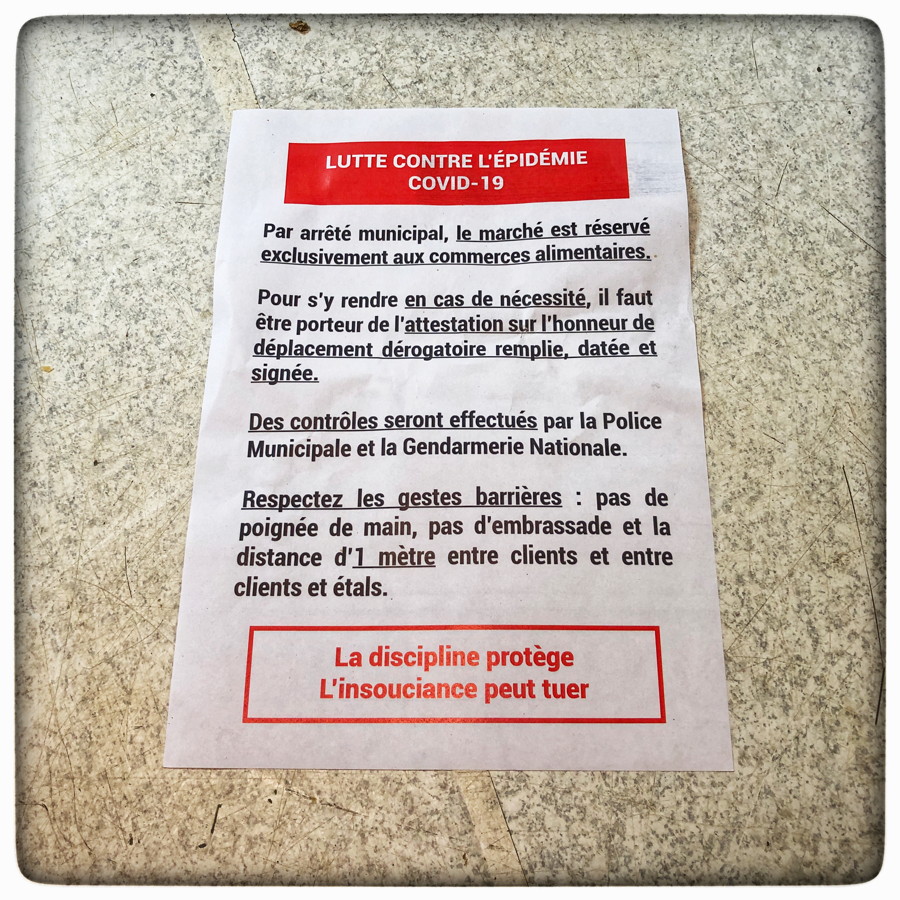 LUTTE CONTRE L'ÉPIDÉMIE
COVID-19
Par arrêté municipal, le marché est réservé
exclusivement aux commerces alimentaires.
Pour s'y rendre en cas de nécessité, il faut
être porteur de l'attestation sur l'honneur de
déplacement dérogatoire remplie, datée et
signée.
Des contrôles seront effectués par la Police
Municipale et la Gendarmerie Nationale.
Respectez les gestes barrières : pas de
poignée de main, pas d'embrassade et la
distance d'1 mètre entre clients et entre
clients et étals.
La discipline protège
L'insouciance peut tuer